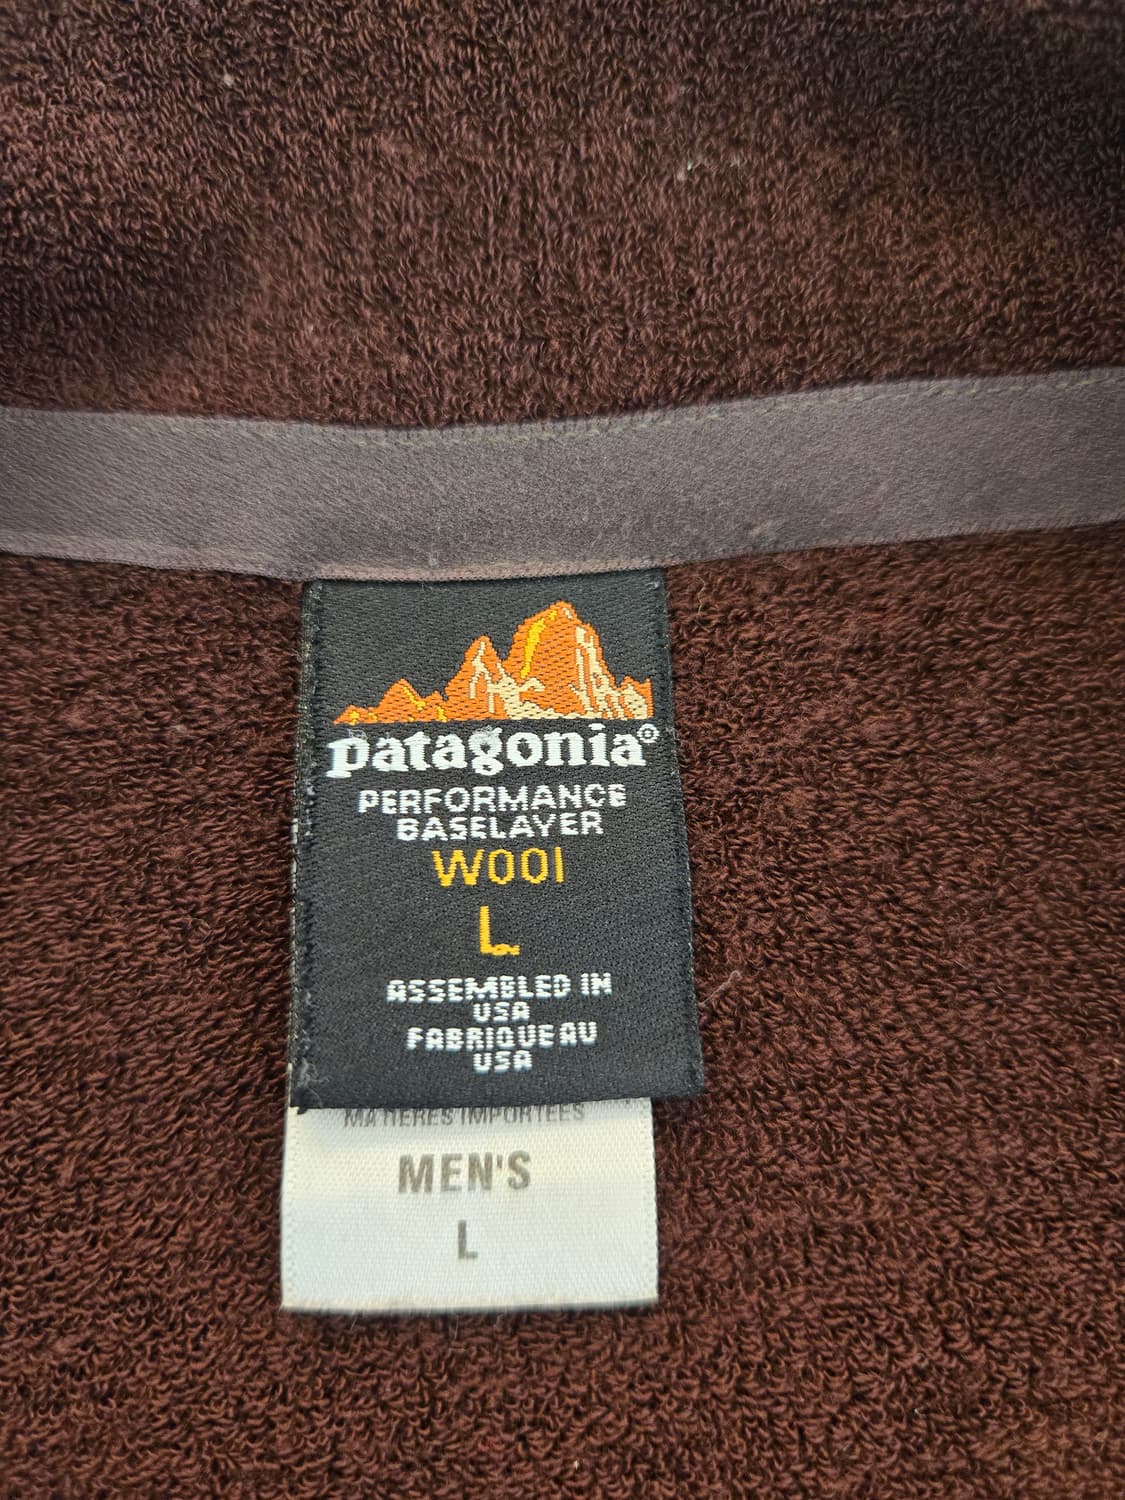 patagonia®
PERFORMANCE
BASELAYER
WOOl
L
ASSEMBLED IN
USA
FABRIQUE AU
USA
MATIERES IMPORTEES
MEN'S
L